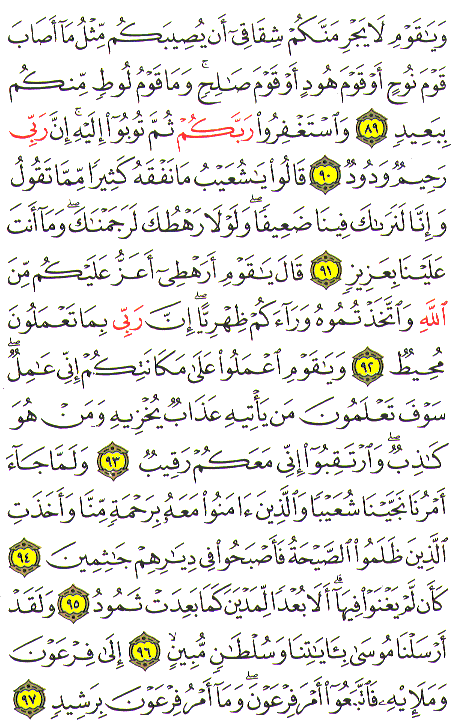 وَيَٰقَوْمِ لَا يَجْرِمَنَّكُمْ شِقَاقِىٓ أَن يُصِيبَكُم مِّثْلُ مَآ أَصَابَ
قَوْمَ نُوحٍ أَوْ قَوْمَ هُودٍ أَوْ قَوْمَ صَٰلِحٍ ۚ وَمَا قَوْمُ لُوطٍ مِّنكُم
بِبَعِيدٍ ٨٩ وَٱسْتَغْفِرُوا۟ رَبَّكُمْ ثُمَّ تُوبُوٓا۟ إِلَيْهِ ۚ إِنَّ رَبِّى
رَحِيمٌ وَدُودٌ ٩٠ قَالُوا۟ يَٰشُعَيْبُ مَا نَفْقَهُ كَثِيرًا مِّمَّا تَقُولُ
وَإِنَّا لَنَرَىٰكَ فِينَا ضَعِيفًا ۖ وَلَوْلَا رَهْطُكَ لَرَجَمْنَٰكَ ۖ وَمَآ أَنتَ
عَلَيْنَا بِعَزِيزٍ ٩١ قَالَ يَٰقَوْمِ أَرَهْطِىٓ أَعَزُّ عَلَيْكُم مِّنَ
ٱللَّهِ وَٱتَّخَذْتُمُوهُ وَرَآءَكُمْ ظِهْرِيًّا ۖ إِنَّ رَبِّى بِمَا تَعْمَلُونَ
مُحِيطٌ ٩٢ وَيَٰقَوْمِ ٱعْمَلُوا۟ عَلَىٰ مَكَانَتِكُمْ إِنِّى عَٰمِلٌ ۖ
سَوْفَ تَعْلَمُونَ مَن يَأْتِيهِ عَذَابٌ يُخْزِيهِ وَمَنْ هُوَ
كَٰذِبٌ ۖ وَٱرْتَقِبُوٓا۟ إِنِّى مَعَكُمْ رَقِيبٌ ٩٣ وَلَمَّا جَآءَ
أَمْرُنَا نَجَّيْنَا شُعَيْبًا وَٱلَّذِينَ ءَامَنُوا۟ مَعَهُۥ بِرَحْمَةٍ مِّنَّا وَأَخَذَتِ
ٱلَّذِينَ ظَلَمُوا۟ ٱلصَّيْحَةُ فَأَصْبَحُوا۟ فِى دِيَٰرِهِمْ جَٰثِمِينَ ٩٤
كَأَن لَّمْ يَغْنَوْا۟ فِيهَآ ۗ أَلَا بُعْدًا لِّمَدْيَنَ كَمَا بَعِدَتْ ثَمُودُ ٩٥ وَلَقَدْ
أَرْسَلْنَا مُوسَىٰ بِـَٔايَٰتِنَا وَسُلْطَٰنٍ مُّبِينٍ ٩٦ إِلَىٰ فِرْعَوْنَ
وَمَلَإِي۟هِۦ فَٱتَّبَعُوٓا۟ أَمْرَ فِرْعَوْنَ ۖ وَمَآ أَمْرُ فِرْعَوْنَ بِرَشِيدٍ ٩٧